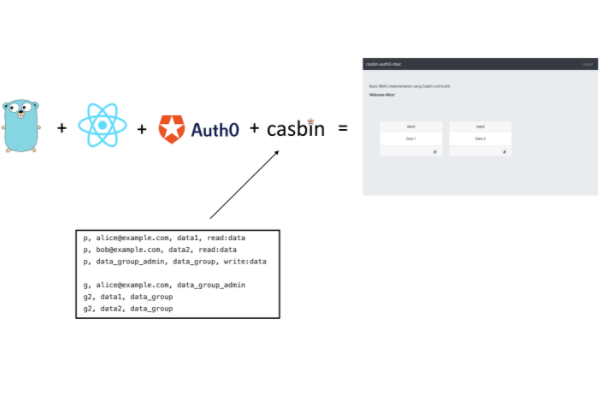 casbin-auth0-rbac
Logout
Basic RBAC implementation using Casbin and Auth0
Welcome Alice!
data1
data2
Data 1
Data 2
+
+
Auth0
+
casbin
=
p, alice@example.com, data1, read:data
p, bob@example.com, data2, read:data
p, data_group_admin, data_group, write:data
g, alice@example.com, data_group_admin
g2, data1, data_group
g2, data2, data_group